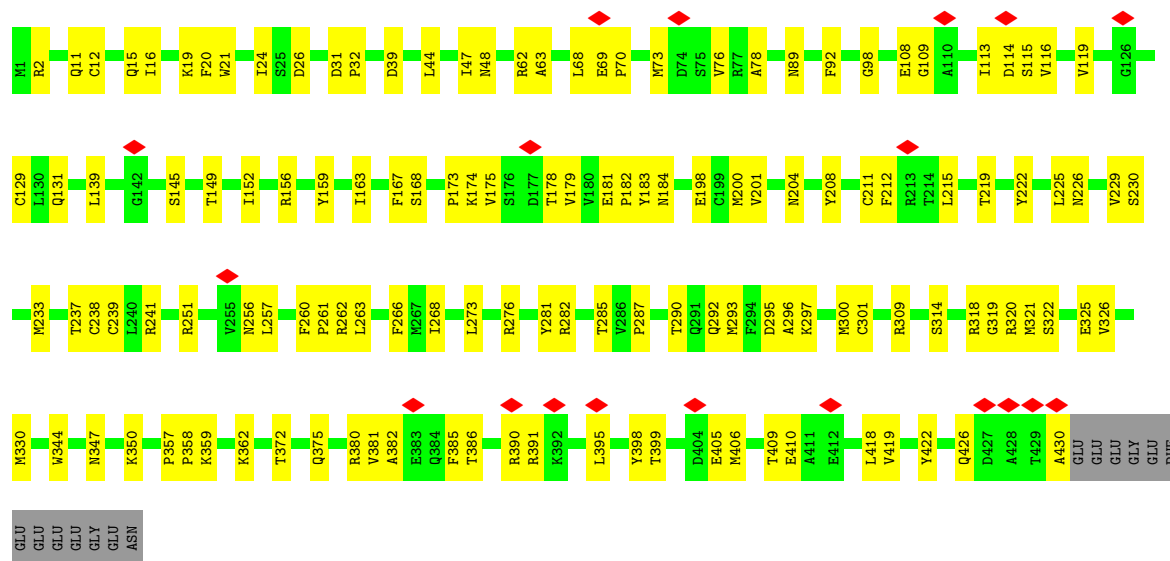 M1 R2 Q11 C12 Q15 I16 K19 F20 W21 I24 S25 D26 D31 P32 D39 L44 I47 N48 R62 A63 L68 E69 P70 M73 D74 S75 V76 R77 A78 N89 F92 G98 E108 G109 A110 I113 D114 S115 V116 V119 G126
C129 L130 Q131 L139 G142 S145 T149 I152 R156 Y159 I163 F167 S168 P173 K174 V175 S176 D177 T178 V179 V180 E181 P182 Y183 N184 E198 C199 M200 V201 N204 Y208 C211 F212 R213 T214 L215 T219 Y222 L225 N226 V229 S230
M233 T237 C238 C239 L240 R241 R251 V255 N256 L257 F260 P261 R262 L263 F266 M267 I268 L273 R276 Y281 R282 T285 V286 P287 T290 Q291 Q292 M293 F294 D295 A296 K297 M300 C301 R309 S314 R318 G319 R320 M321 S322 E325 V326
M330 W344 N347 K350 P357 P358 K359 K362 T372 Q375 R380 V381 A382 E383 Q384 F385 T386 R390 R391 K392 L395 Y398 T399 D404 E405 M406 T409 E410 A411 E412 L418 V419 Y422 Q426 D427 A428 T429 A430 GLU GLU GLU GLY GLU
GLU GLU GLU GLU GLY GLU ASN